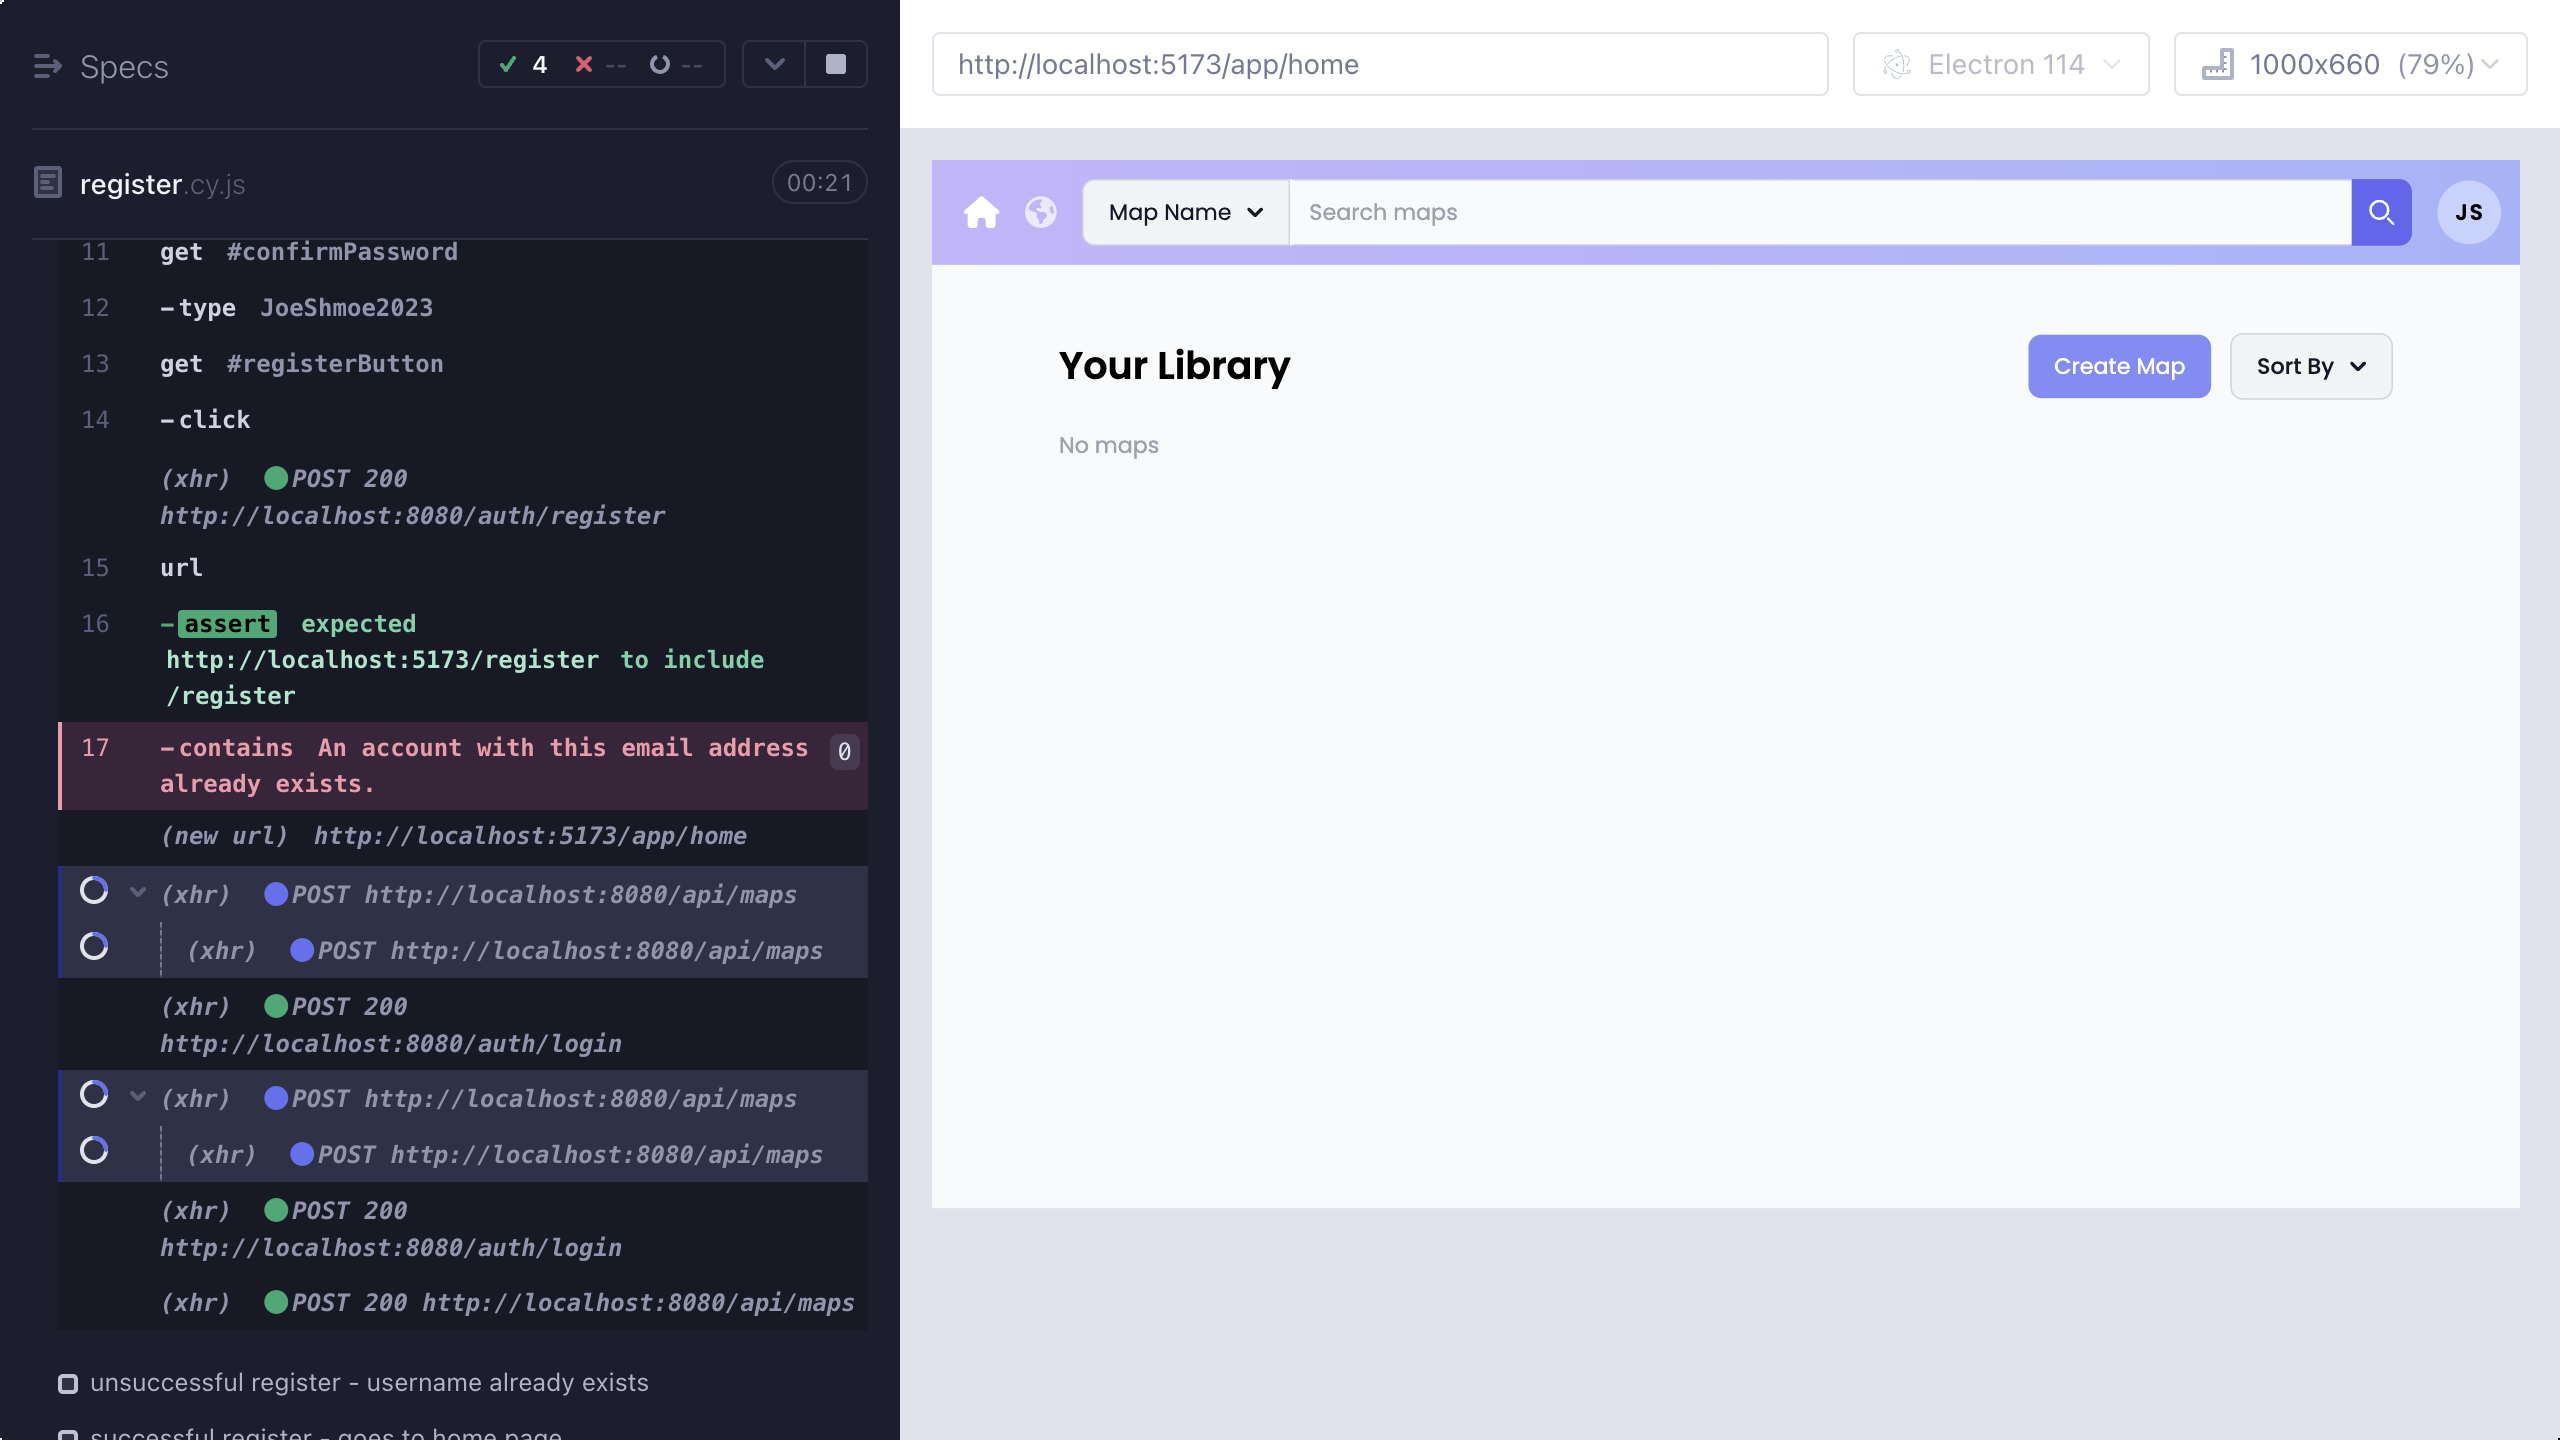 Specs
4 -- --
register.cy.js 00:21
11 get #confirmPassword
12 -type JoeShmoe2023
13 get #registerButton
14 -click
(xhr) POST 200
http://localhost:8080/auth/register
15 url
16 -assert expected
http://localhost:5173/register to include
/register
17 -contains An account with this email address 0
already exists.
(new url) http://localhost:5173/app/home
(xhr) POST http://localhost:8080/api/maps
(xhr) POST http://localhost:8080/api/maps
(xhr) POST 200
http://localhost:8080/auth/login
(xhr) POST http://localhost:8080/api/maps
(xhr) POST http://localhost:8080/api/maps
(xhr) POST 200
http://localhost:8080/auth/login
(xhr) POST 200 http://localhost:8080/api/maps
unsuccessful register - username already exists
successful register - goes to home page
http://localhost:5173/app/home
Electron 114
1000x660 (79%)
Map Name
Search maps
JS
Your Library
Create Map
Sort By
No maps